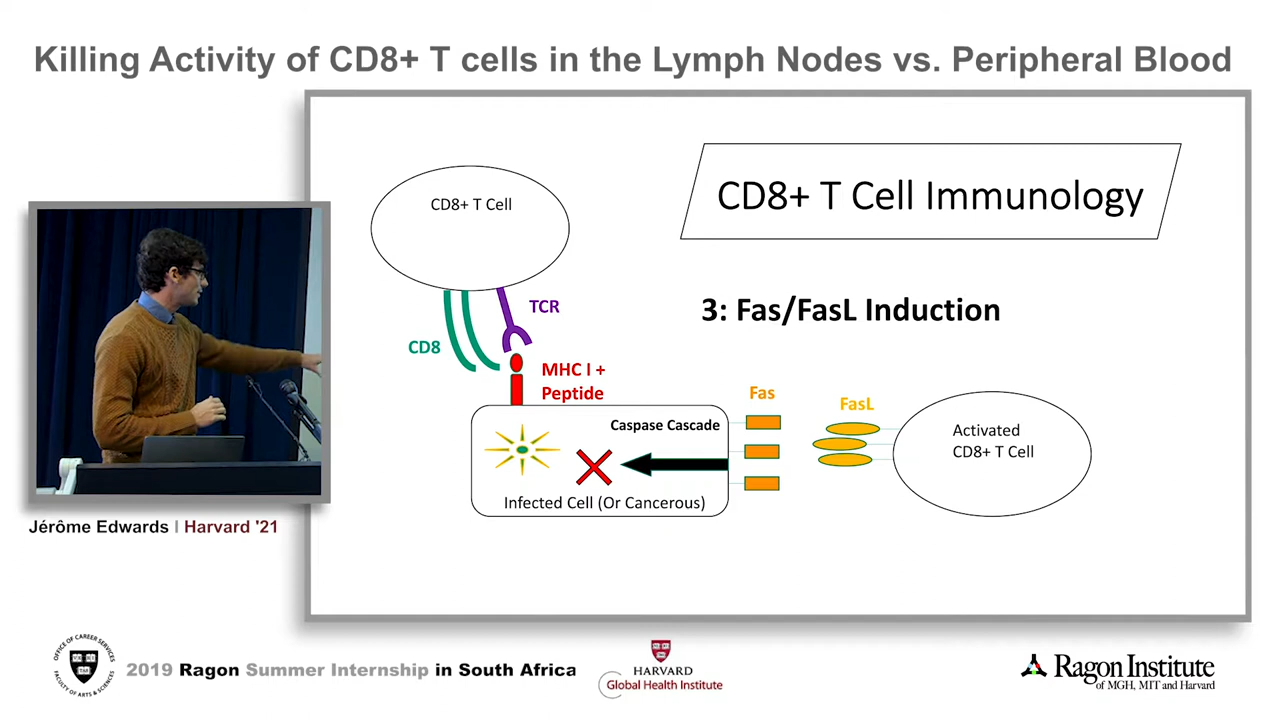 Killing Activity of CD8+ T cells in the Lymph Nodes vs. Peripheral Blood
CD8+ T Cell Immunology
CD8+ T Cell
3: Fas/FasL Induction
TCR
CD8
MHC I +
Peptide
Fas
FasL
Caspase Cascade
Activated
CD8+ T Cell
Infected Cell (Or Cancerous)
Jérôme Edwards | Harvard '21
OFFICE OF CAREER SERVICES
FACULTY OF ARTS & SCIENCES
2019 Ragon Summer Internship in South Africa
HARVARD
Global Health Institute
Ragon Institute
of MGH, MIT and Harvard